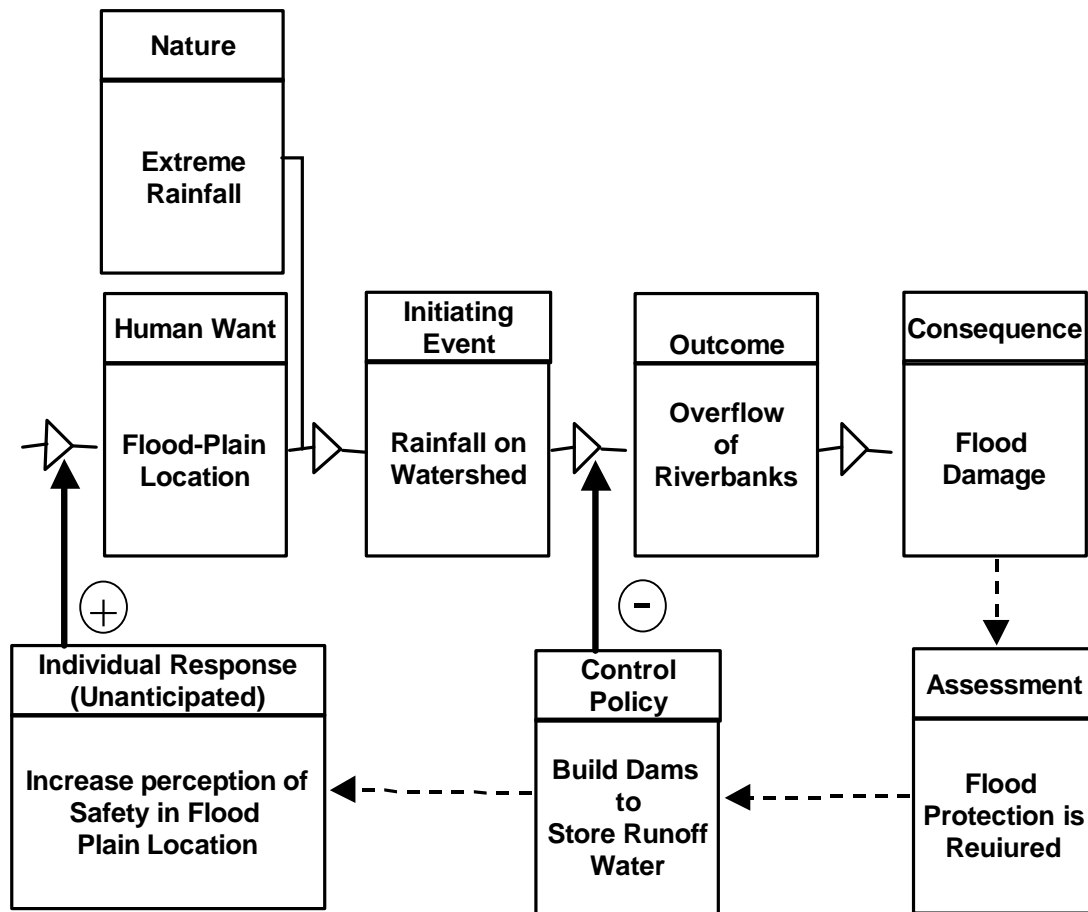 Nature
Extreme
Rainfall
Human Want
Flood-Plain
Location
Initiating
Event
Rainfall on
Watershed
Outcome
Overflow
of
Riverbanks
Consequence
Flood
Damage
+
-
Individual Response
(Unanticipated)
Increase perception of
Safety in Flood
Plain Location
Control
Policy
Build Dams
to
Store Runoff
Water
Assessment
Flood
Protection is
Reuiured